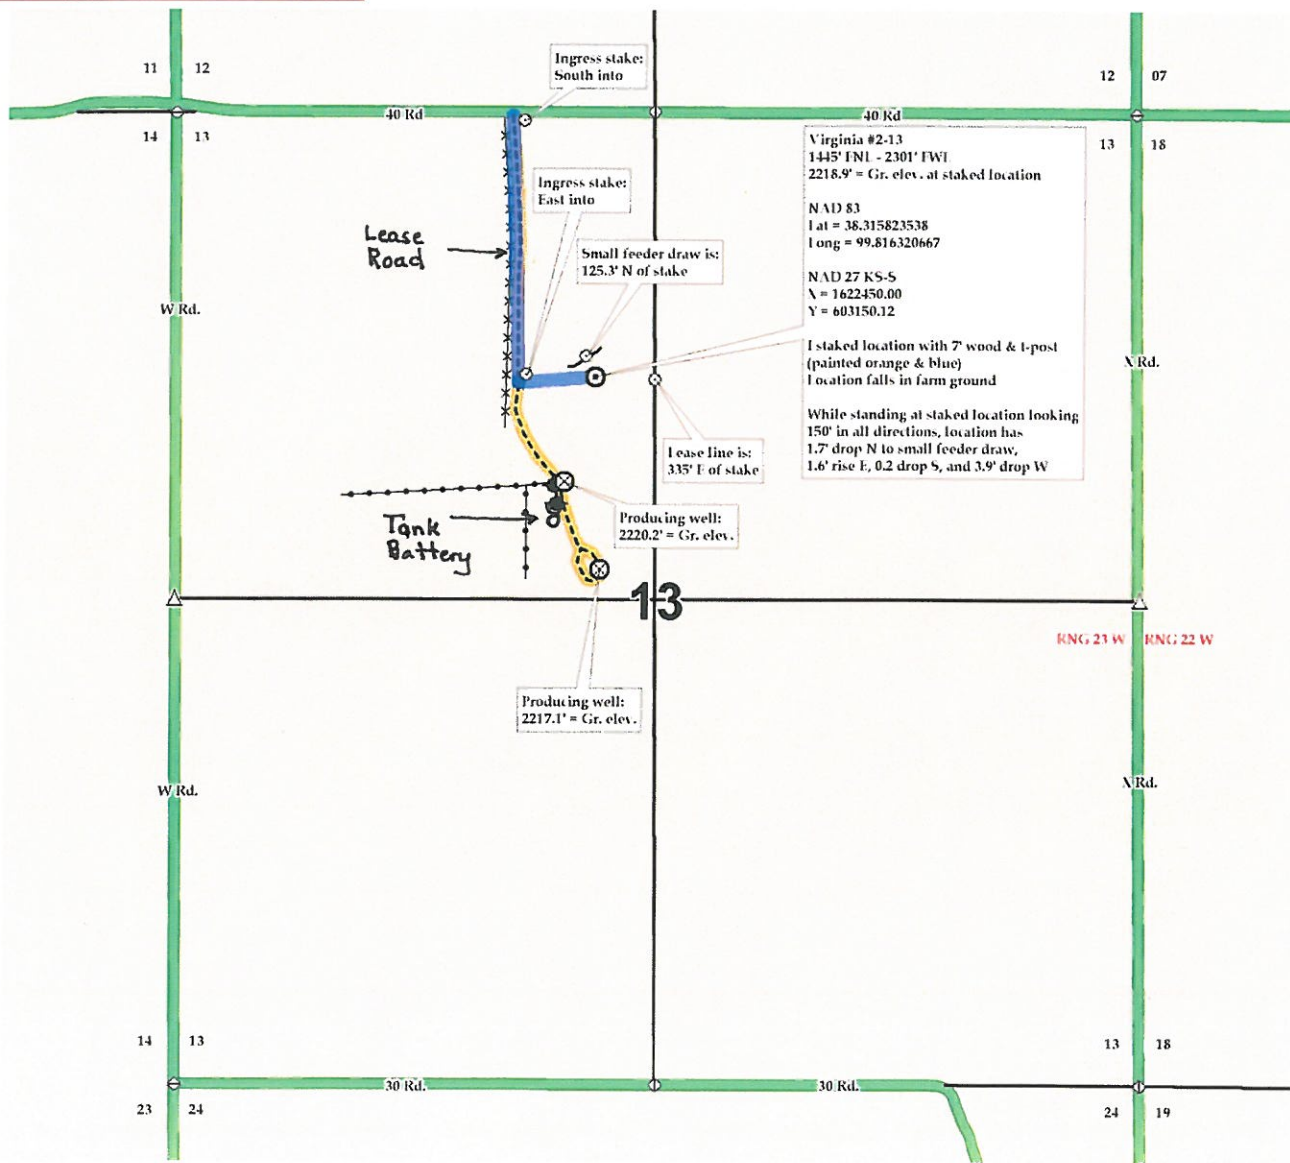 Ingress stake:
South into
11 12
12 07
40 Rd
40 Rd
14 13
13 18
Virginia #2-13
1445' FNL - 2301' FWL
2218.9' = Gr. elev. at staked location
NAD 83
Lat = 38.315823538
Long = 99.816320667
NAD 27 KS-S
X = 1622450.00
Y = 603150.12
I staked location with 7' wood & t-post
(painted orange & blue)
Location falls in farm ground
While standing at staked location looking
150' in all directions, location has
1.7' drop N to small feeder draw,
1.6' rise E, 0.2 drop S, and 3.9' drop W
Ingress stake:
East into
Lease
Road
Small feeder draw is:
125.3' N of stake
W Rd.
X Rd.
Lease line is:
335' E of stake
Tank
Battery
Producing well:
2220.2' = Gr. elev.
13
RNG 23 W RNG 22 W
Producing well:
2217.1' = Gr. elev.
W Rd.
X Rd.
14 13
13 18
30 Rd.
30 Rd.
23 24
24 19